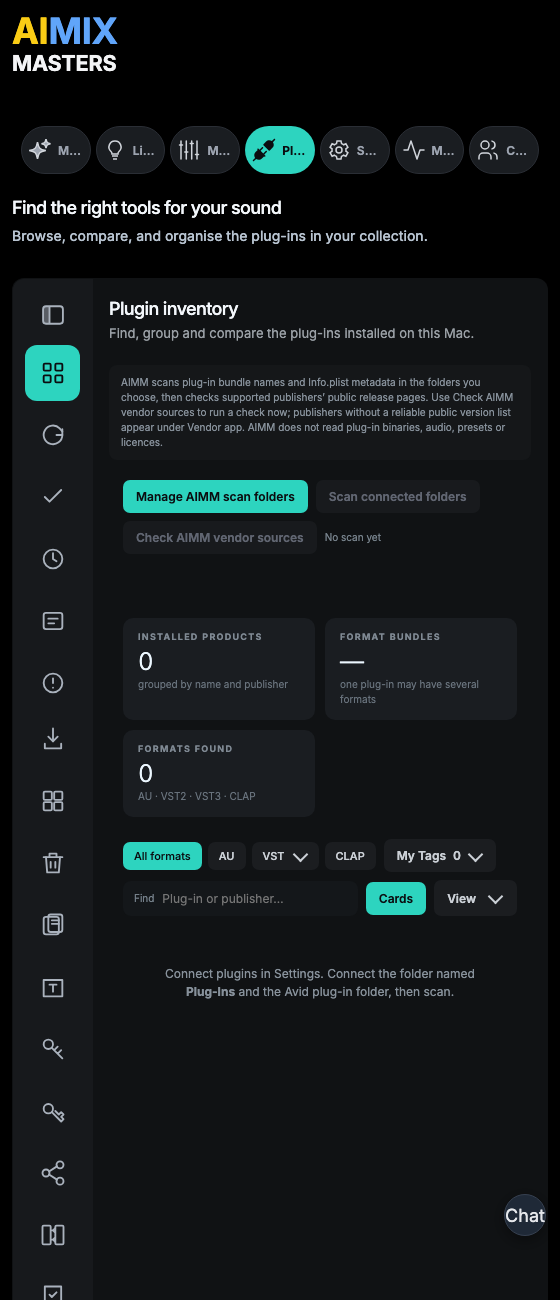 AIMIX
MASTERS
M...
Li...
M...
Pl...
S...
M...
C...
Find the right tools for your sound
Browse, compare, and organise the plug-ins in your collection.
Plugin inventory
Find, group and compare the plug-ins installed on this Mac.
AIMM scans plug-in bundle names and Info.plist metadata in the folders you
choose, then checks supported publishers' public release pages. Use Check AIMM
vendor sources to run a check now; publishers without a reliable public version list
appear under Vendor app. AIMM does not read plug-in binaries, audio, presets or
licences.
Manage AIMM scan folders
Scan connected folders
Check AIMM vendor sources
No scan yet
INSTALLED PRODUCTS
0
grouped by name and publisher
FORMAT BUNDLES
—
one plug-in may have several
formats
FORMATS FOUND
0
AU · VST2 · VST3 · CLAP
All formats
AU
VST
CLAP
My Tags 0
Find
Plug-in or publisher...
Cards
View
Connect plugins in Settings. Connect the folder named
Plug-Ins and the Avid plug-in folder, then scan.
T
Chat